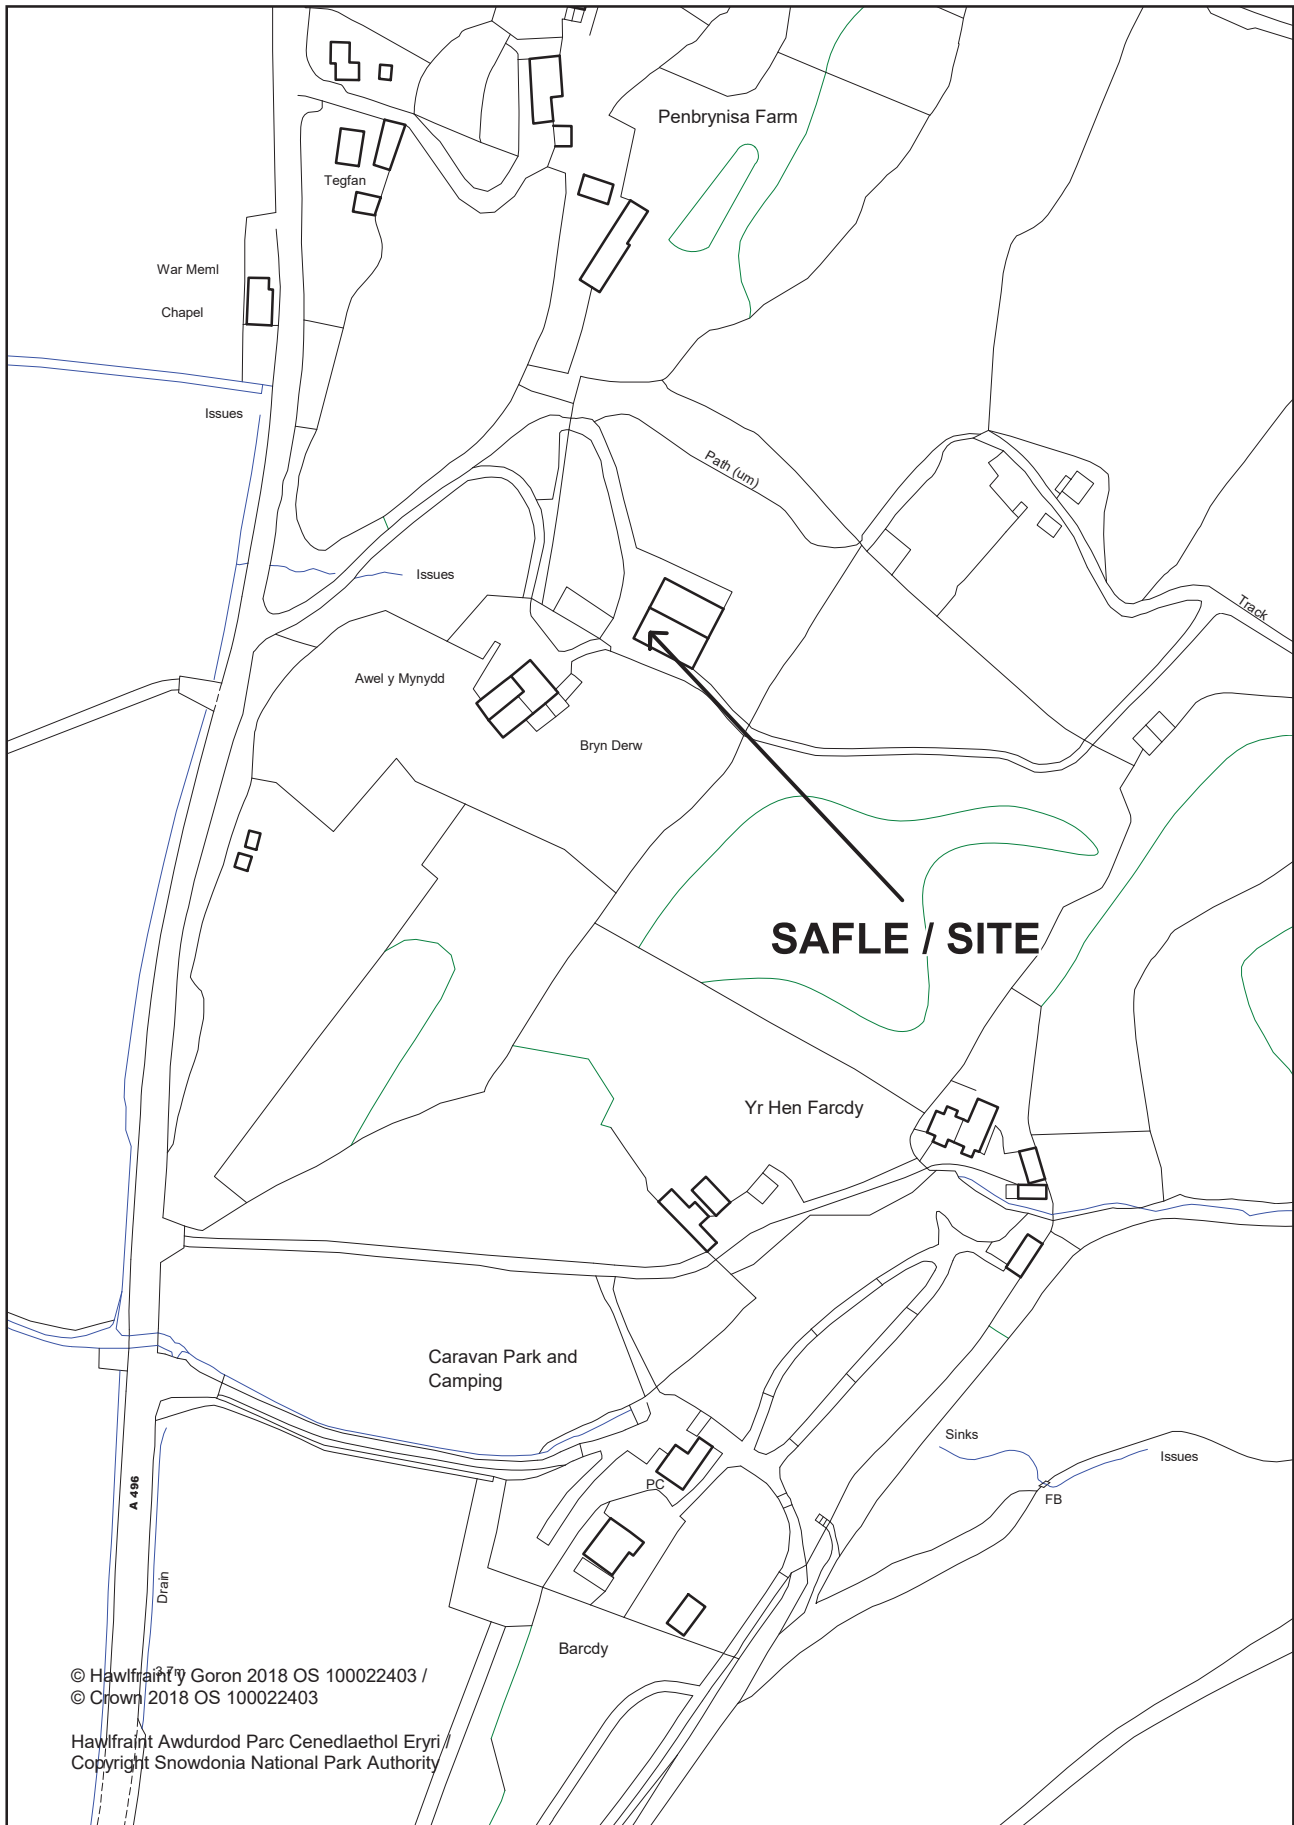 Penbrynisa Farm
Tegfan
War Meml
Chapel
Issues
Path (um)
Issues
Track
Awel y Mynydd
Bryn Derw
SAFLE / SITE
Yr Hen Farcdy
Caravan Park and
Camping
Sinks
Issues
PC
FB
A 496
Drain
Barcdy
3.7m
© Hawlfraint y Goron 2018 OS 100022403 /
© Crown 2018 OS 100022403
Hawlfraint Awdurdod Parc Cenedlaethol Eryri /
Copyright Snowdonia National Park Authority